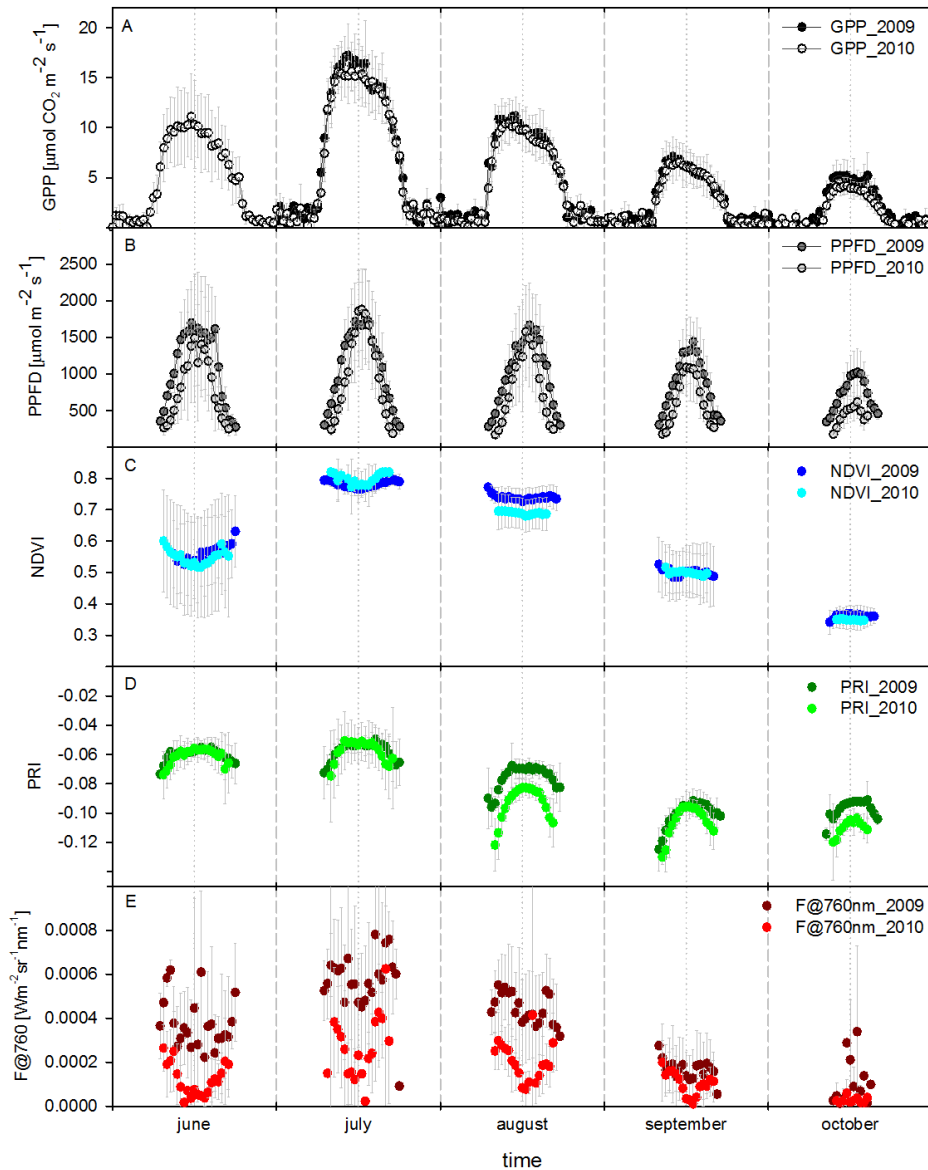 A
GPP_2009
GPP_2010
GPP [µmol CO₂ m⁻² s⁻¹]
20
15
10
5
B
PPFD_2009
PPFD_2010
PPFD [µmol m⁻² s⁻¹]
2500
2000
1500
1000
500
C
NDVI_2009
NDVI_2010
NDVI
0.8
0.7
0.6
0.5
0.4
0.3
D
PRI_2009
PRI_2010
PRI
-0.02
-0.04
-0.06
-0.08
-0.10
-0.12
E
F@760nm_2009
F@760nm_2010
F@760 [Wm⁻²sr⁻¹nm⁻¹]
0.0008
0.0006
0.0004
0.0002
0.0000
june july august september october
time